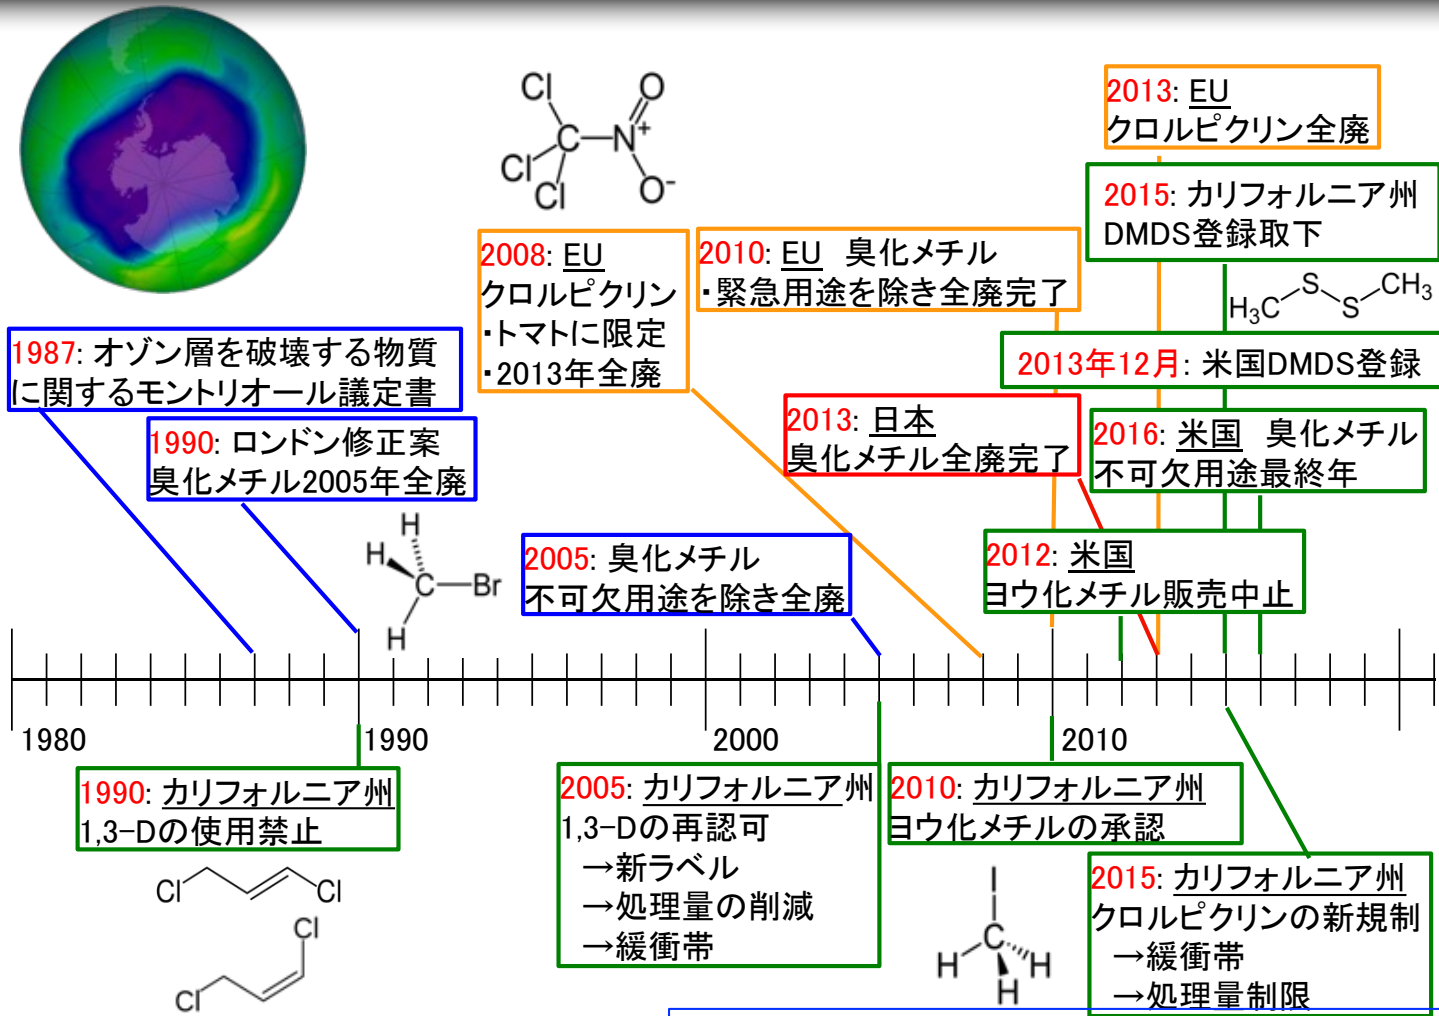 Cl
O
C
N+
Cl
Cl
O-
2013: EU
クロルピクリン全廃
2015: カリフォルニア州
DMDS登録取下
2008: EU
クロルピクリン
・トマトに限定
・2013年全廃
2010: EU 臭化メチル
・緊急用途を除き全廃完了
S
CH3
H3C
S
1987: オゾン層を破壊する物質
に関するモントリオール議定書
2013年12月: 米国DMDS登録
1990: ロンドン修正案
臭化メチル2005年全廃
2013: 日本
臭化メチル全廃完了
2016: 米国 臭化メチル
不可欠用途最終年
H
H
C
Br
H
2005: 臭化メチル
不可欠用途を除き全廃
2012: 米国
ヨウ化メチル販売中止
1980
1990
2000
2010
1990: カリフォルニア州
1,3-Dの使用禁止
Cl
Cl
Cl
Cl
2005: カリフォルニア州
1,3-Dの再認可
→新ラベル
→処理量の削減
→緩衝帯
2010: カリフォルニア州
ヨウ化メチルの承認
I
C
H
H
H
2015: カリフォルニア州
クロルピクリンの新規制
→緩衝帯
→処理量制限